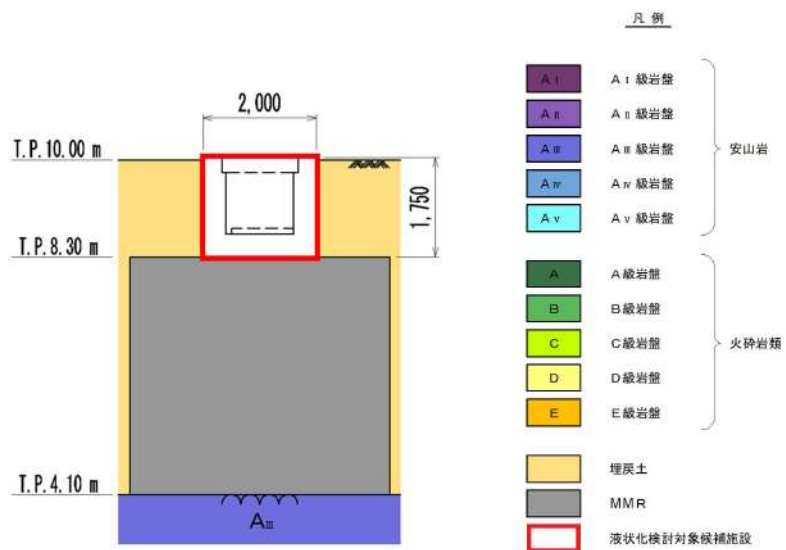 2,000
T.P.10.00 m
1,750
T.P.8.30 m
T.P.4.10 m
AⅢ
凡 例
AⅠ AⅠ級岩盤
AⅡ AⅡ級岩盤
AⅢ AⅢ級岩盤
AⅣ AⅣ級岩盤
AⅤ AⅤ級岩盤
安山岩
A A級岩盤
B B級岩盤
C C級岩盤
D D級岩盤
E E級岩盤
火砕岩類
埋戻土
MMR
液状化検討対象候補施設